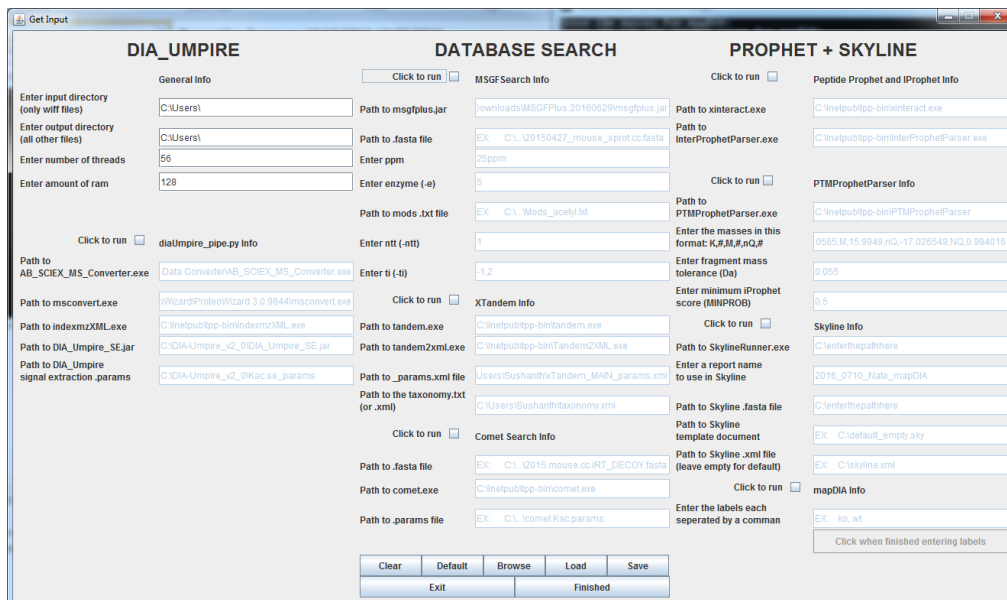 Get Input
DIA_UMPIRE
General Info
Enter input directory
(only wiff files)
C:\Users\
Enter output directory
(all other files)
C:\Users\
Enter number of threads
56
Enter amount of ram
128
Click to run
diaUmpire_pipe.py Info
Path to
AB_SCIEX_MS_Converter.exe
Data Converter\AB_SCIEX_MS_Converter.exe
Path to msconvert.exe
oWizard\ProteoWizard 3.0.9844\msconvert.exe
Path to indexmzXML.exe
C:\Inetpub\tpp-bin\indexmzXML.exe
Path to DIA_Umpire_SE.jar
C:\DIA-Umpire_v2_0\DIA_Umpire_SE.jar
Path to DIA_Umpire
signal extraction .params
C:\DIA-Umpire_v2_0\Kac.se_params
DATABASE SEARCH
Click to run
MSGFSearch Info
Path to msgfplus.jar
Downloads\MSGFPlus.20160629\msgfplus.jar
Path to .fasta file
EX: C:\...\20150427_mouse_sprot.cc.fasta
Enter ppm
25ppm
Enter enzyme (-e)
5
Path to mods .txt file
EX: C:\...\Mods_acetyl.txt
Enter ntt (-ntt)
1
Enter ti (-ti)
-1,2
Click to run
XTandem Info
Path to tandem.exe
C:\Inetpub\tpp-bin\tandem.exe
Path to tandem2xml.exe
C:\Inetpub\tpp-bin\Tandem2XML.exe
Path to _params.xml file
Users\Sushanth\xTandem_MAIN_params.xml
Path to the taxonomy.txt
(or .xml)
C:\Users\Sushanth\taxonomy.xml
Click to run
Comet Search Info
Path to .fasta file
EX: C:\...\2015.mouse.cc.iRT_DECOY.fasta
Path to comet.exe
C:\Inetpub\tpp-bin\comet.exe
Path to .params file
EX: C:\...\comet.Kac.params
PROPHET + SKYLINE
Click to run
Peptide Prophet and IProphet Info
Path to xinteract.exe
C:\Inetpub\tpp-bin\xinteract.exe
Path to
InterProphetParser.exe
C:\Inetpub\tpp-bin\InterProphetParser.exe
Click to run
PTMProphetParser Info
Path to
PTMProphetParser.exe
C:\Inetpub\tpp-bin\PTMProphetParser
Enter the masses in this
format: K,#,M,#,nQ,#
0565,M,15.9949,nQ,-17.026549,NQ,0.984016
Enter fragment mass
tolerance (Da)
0.055
Enter minimum iProphet
score (MINPROB)
0.5
Click to run
Skyline Info
Path to SkylineRunner.exe
C:\enterthepathhere
Enter a report name
to use in Skyline
2016_0710_Nate_mapDIA
Path to Skyline .fasta file
C:\enterthepathhere
Path to Skyline
template document
EX: C:\default_empty.sky
Path to Skyline .xml file
(leave empty for default)
EX: C:\skyline.xml
Click to run
mapDIA Info
Enter the labels each
seperated by a comman
EX: ko, wt
Click when finished entering labels
Clear
Default
Browse
Load
Save
Exit
Finished